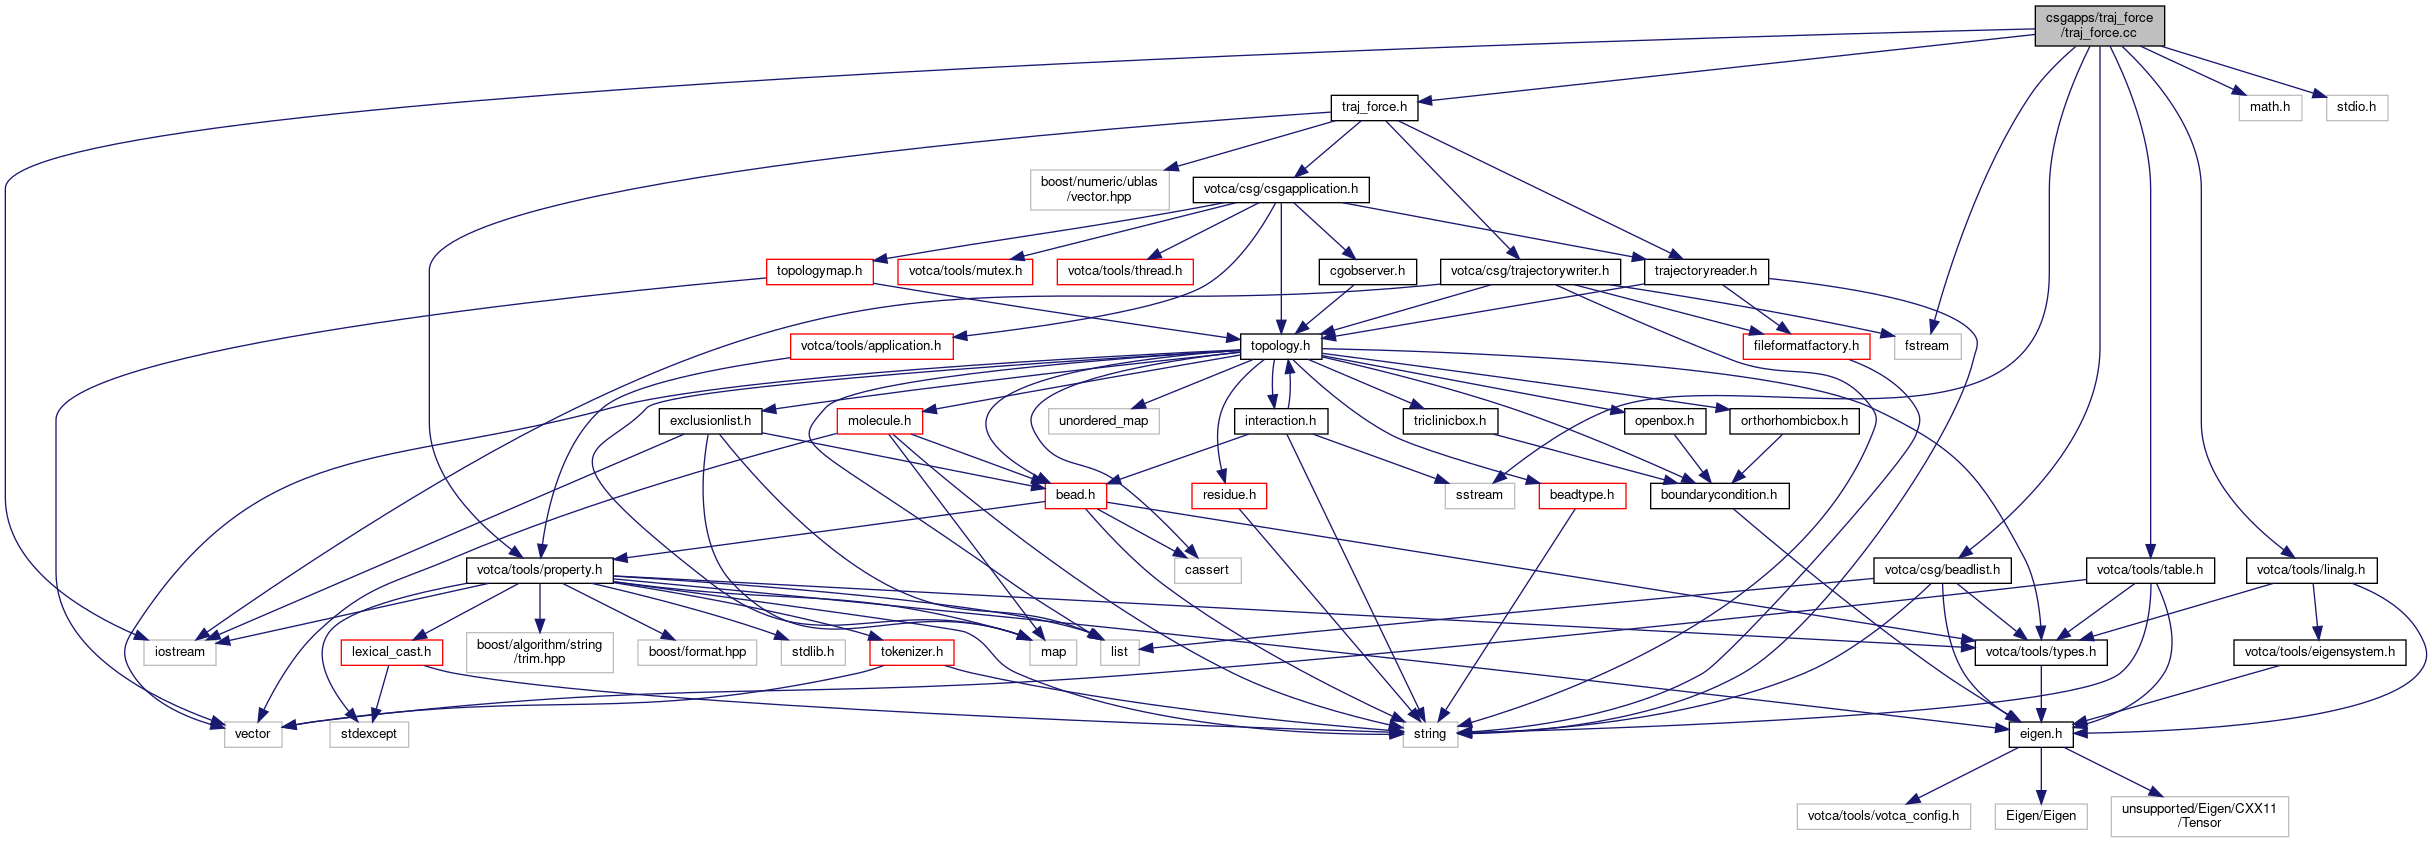 csgapps/traj_force
/traj_force.cc
traj_force.h
math.h
stdio.h
boost/numeric/ublas
/vector.hpp
votca/csg/csgapplication.h
topologymap.h
votca/tools/mutex.h
votca/tools/thread.h
cgobserver.h
votca/csg/trajectorywriter.h
trajectoryreader.h
votca/tools/application.h
topology.h
fileformatfactory.h
fstream
exclusionlist.h
molecule.h
unordered_map
interaction.h
triclinicbox.h
openbox.h
orthorhombicbox.h
bead.h
residue.h
sstream
beadtype.h
boundarycondition.h
votca/tools/property.h
cassert
votca/csg/beadlist.h
votca/tools/table.h
votca/tools/linalg.h
iostream
lexical_cast.h
boost/algorithm/string
/trim.hpp
boost/format.hpp
stdlib.h
tokenizer.h
map
list
votca/tools/types.h
votca/tools/eigensystem.h
vector
stdexcept
string
eigen.h
votca/tools/votca_config.h
Eigen/Eigen
unsupported/Eigen/CXX11
/Tensor